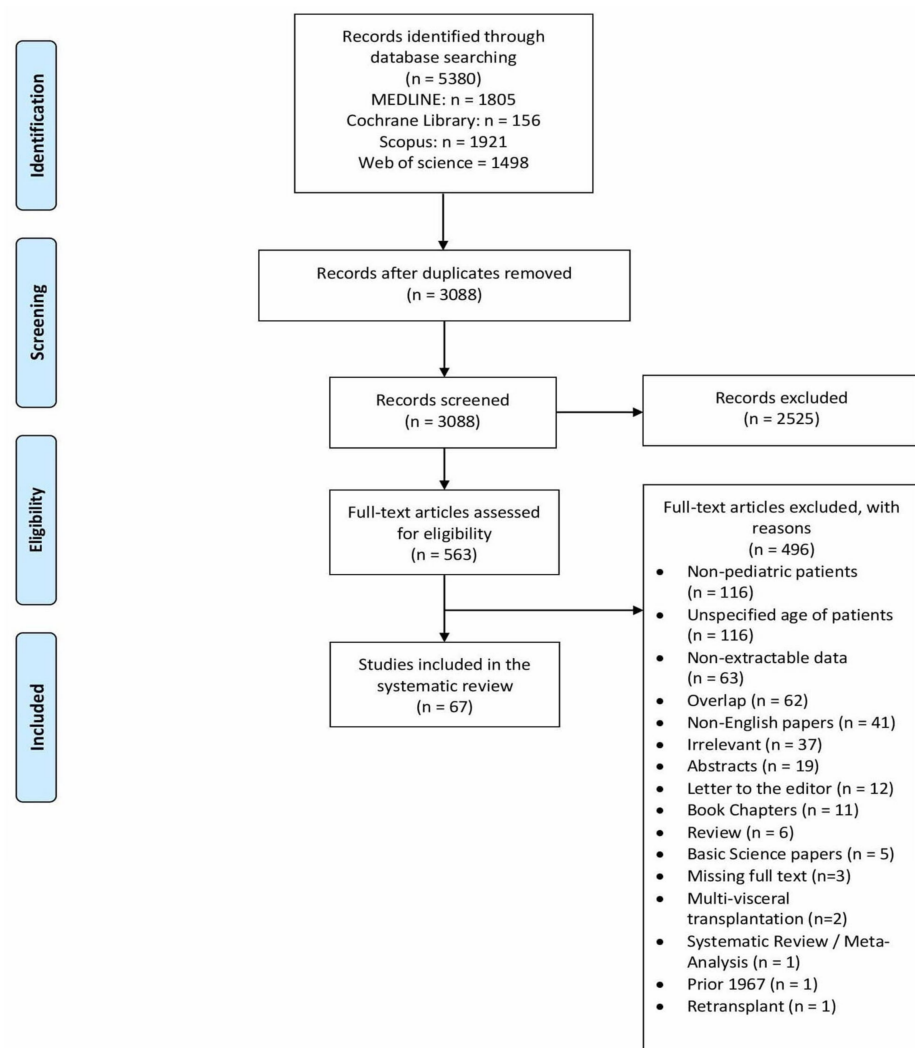 Identification
Records identified through
database searching
(n = 5380)
MEDLINE: n = 1805
Cochrane Library: n = 156
Scopus: n = 1921
Web of science = 1498
Screening
Records after duplicates removed
(n = 3088)
Records screened
(n = 3088)
Records excluded
(n = 2525)
Eligibility
Full-text articles assessed
for eligibility
(n = 563)
Full-text articles excluded, with
reasons
(n = 496)
• Non-pediatric patients
(n = 116)
• Unspecified age of patients
(n = 116)
• Non-extractable data
(n = 63)
• Overlap (n = 62)
• Non-English papers (n = 41)
• Irrelevant (n = 37)
• Abstracts (n = 19)
• Letter to the editor (n = 12)
• Book Chapters (n = 11)
• Review (n = 6)
• Basic Science papers (n = 5)
• Missing full text (n=3)
• Multi-visceral
transplantation (n=2)
• Systematic Review / Meta-
Analysis (n = 1)
• Prior 1967 (n = 1)
• Retransplant (n = 1)
Included
Studies included in the
systematic review
(n = 67)